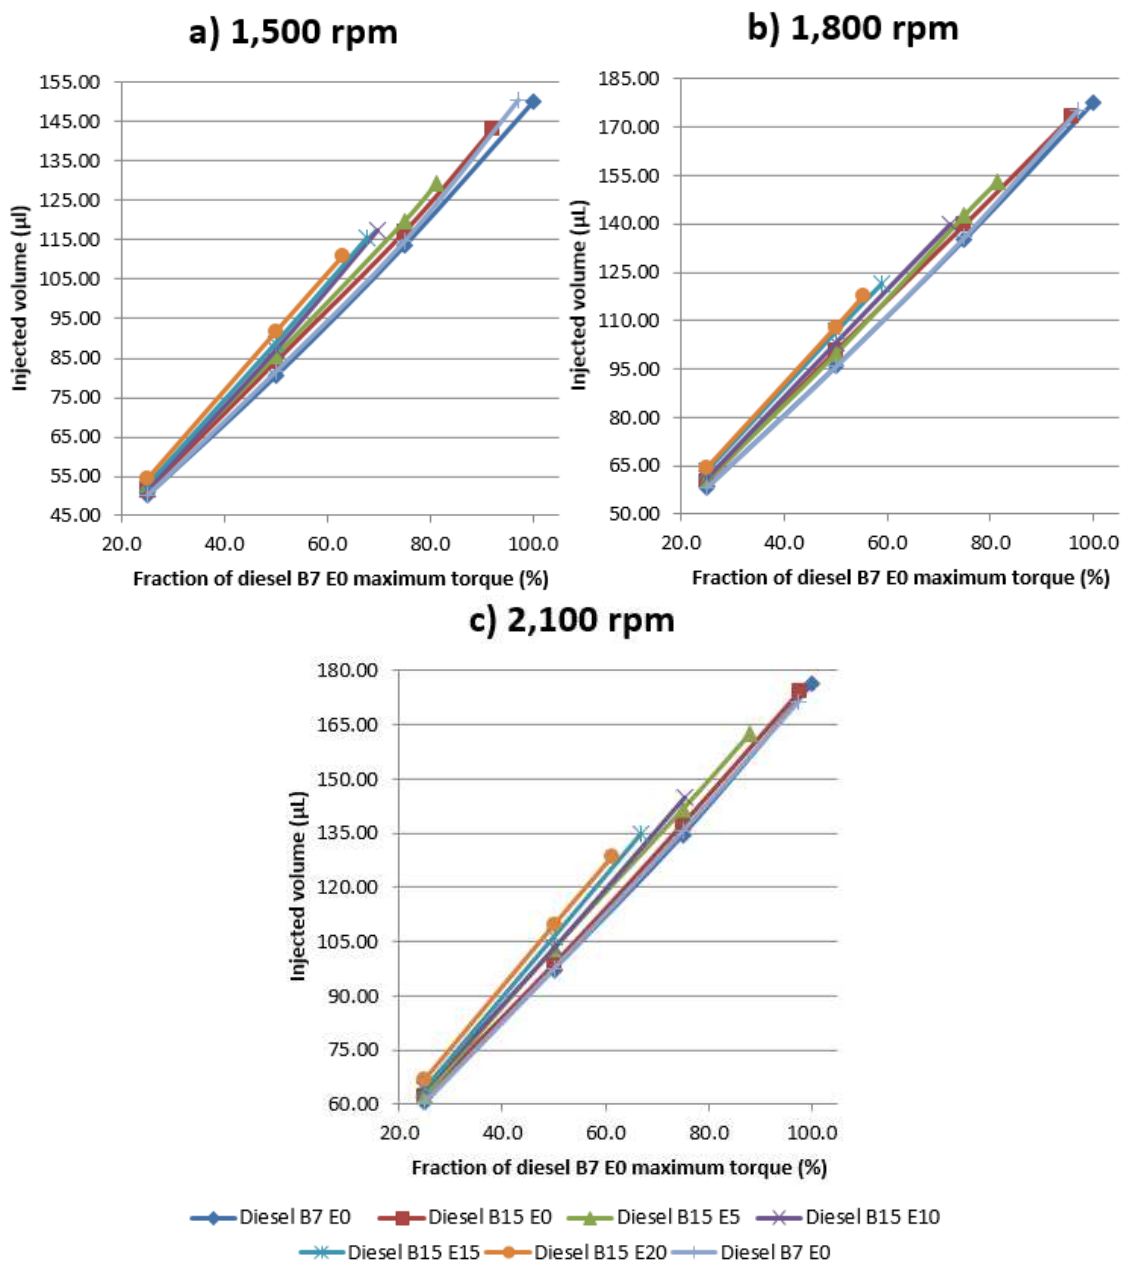 a) 1,500 rpm
155.00
145.00
135.00
125.00
115.00
105.00
95.00
85.00
75.00
65.00
55.00
45.00
Injected volume (µl)
20.0 40.0 60.0 80.0 100.0
Fraction of diesel B7 E0 maximum torque (%)
b) 1,800 rpm
185.00
170.00
155.00
140.00
125.00
110.00
95.00
80.00
65.00
50.00
Injected volume (µL)
20.0 40.0 60.0 80.0 100.0
Fraction of diesel B7 E0 maximum torque (%)
c) 2,100 rpm
180.00
165.00
150.00
135.00
120.00
105.00
90.00
75.00
60.00
Injected volume (µL)
20.0 40.0 60.0 80.0 100.0
Fraction of diesel B7 E0 maximum torque (%)
Diesel B7 E0 Diesel B15 E0 Diesel B15 E5 Diesel B15 E10
Diesel B15 E15 Diesel B15 E20 Diesel B7 E0